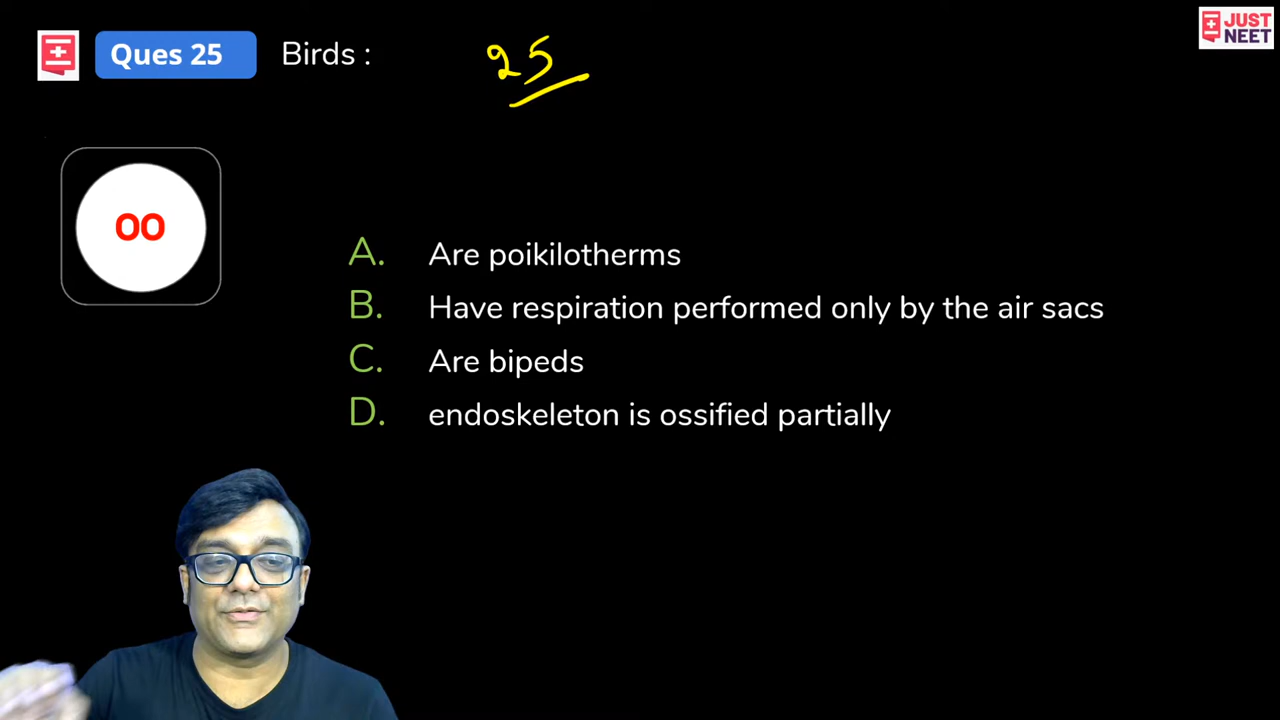 JUST
NEET
Ques 25 Birds : 25
00
A. Are poikilotherms
B. Have respiration performed only by the air sacs
C. Are bipeds
D. endoskeleton is ossified partially